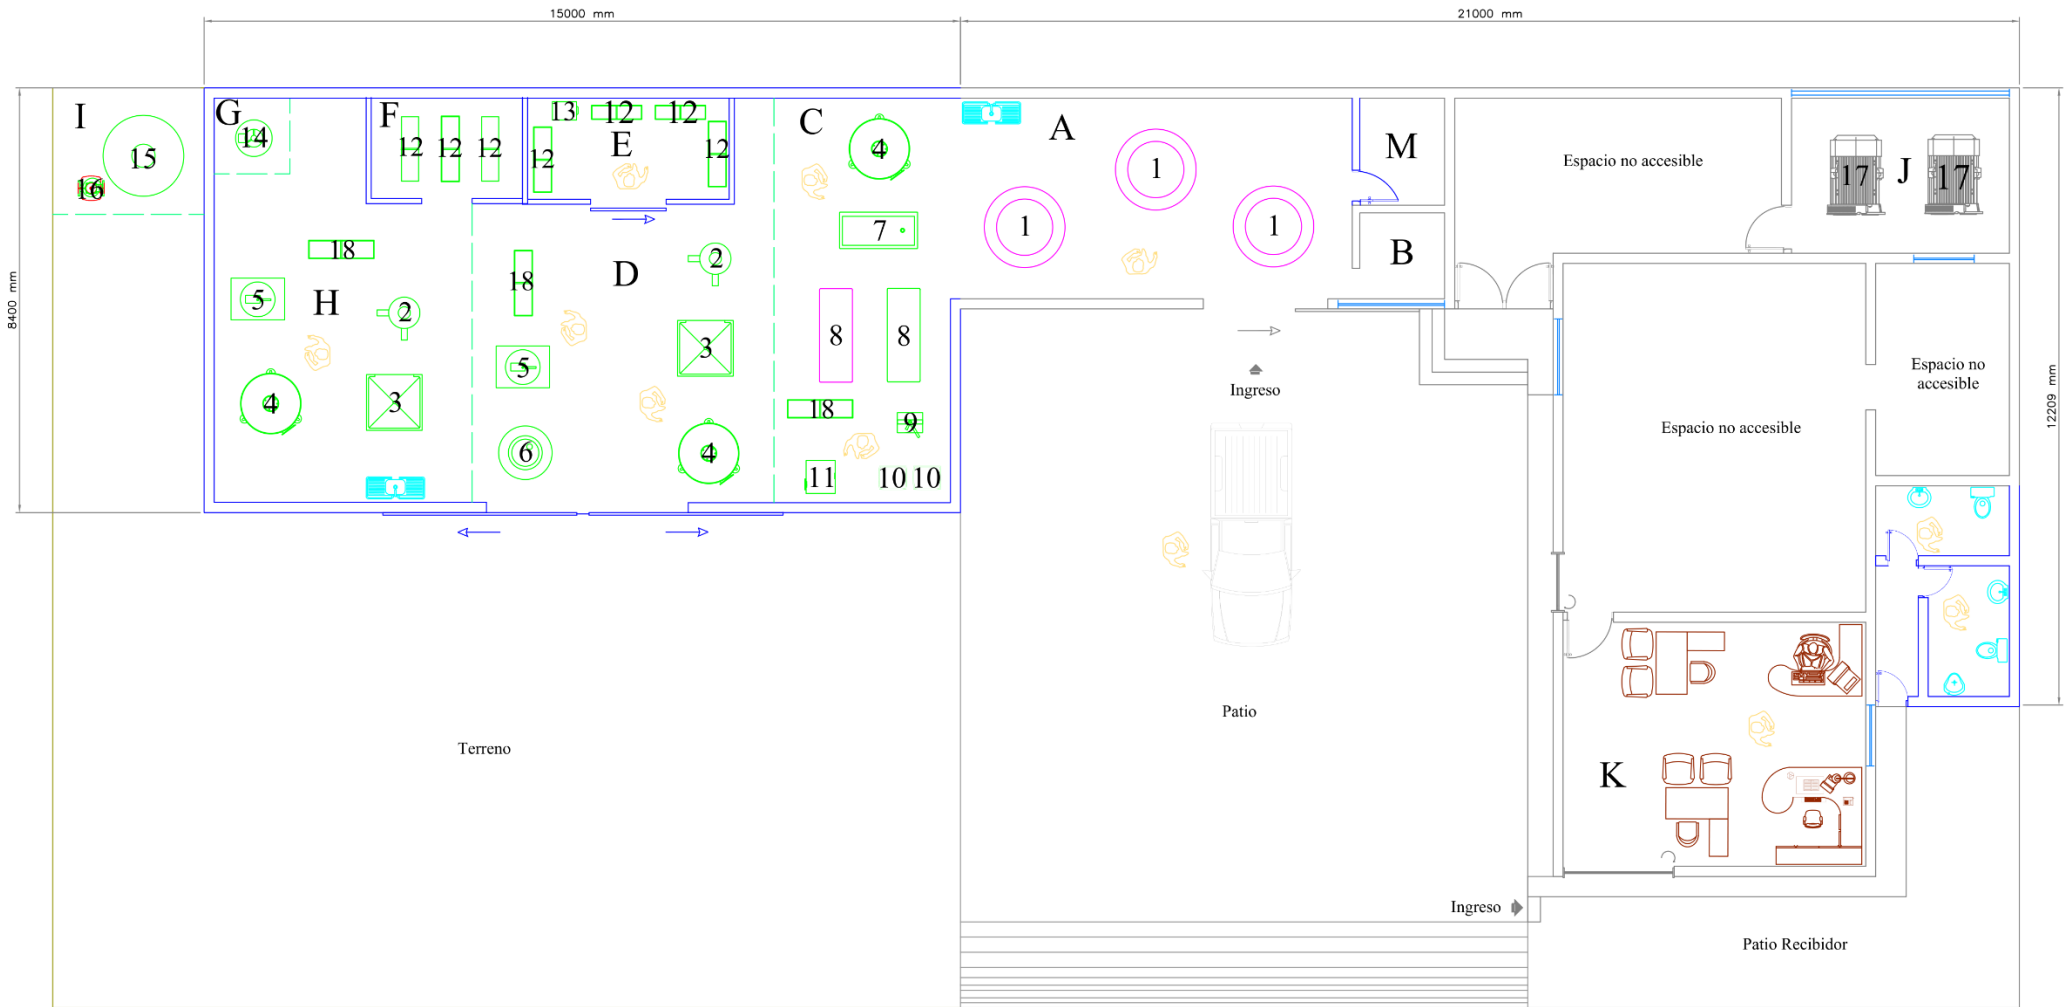 15000 mm
21000 mm
8400 mm
12209 mm
I
15
16
G
14
F
12
12
12
13
12
12
E
12
12
C
4
7
8
8
18
9
11
10
10
A
1
1
1
M
B
Espacio no accesible
J
17
17
18
H
5
2
4
3
D
18
2
5
3
6
4
Ingreso
Espacio no accesible
Espacio no
accesible
K
Patio
Terreno
Ingreso
Patio Recibidor